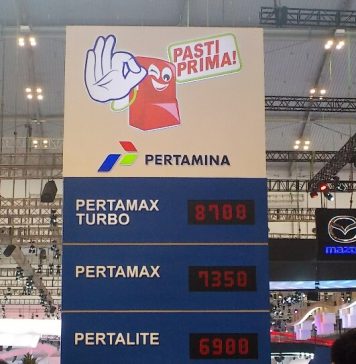 PASTI
PRIMA!
PERTAMINA
PERTAMAX
TURBO
8700
PERTAMAX
7350
PERTALITE
6900
mazda